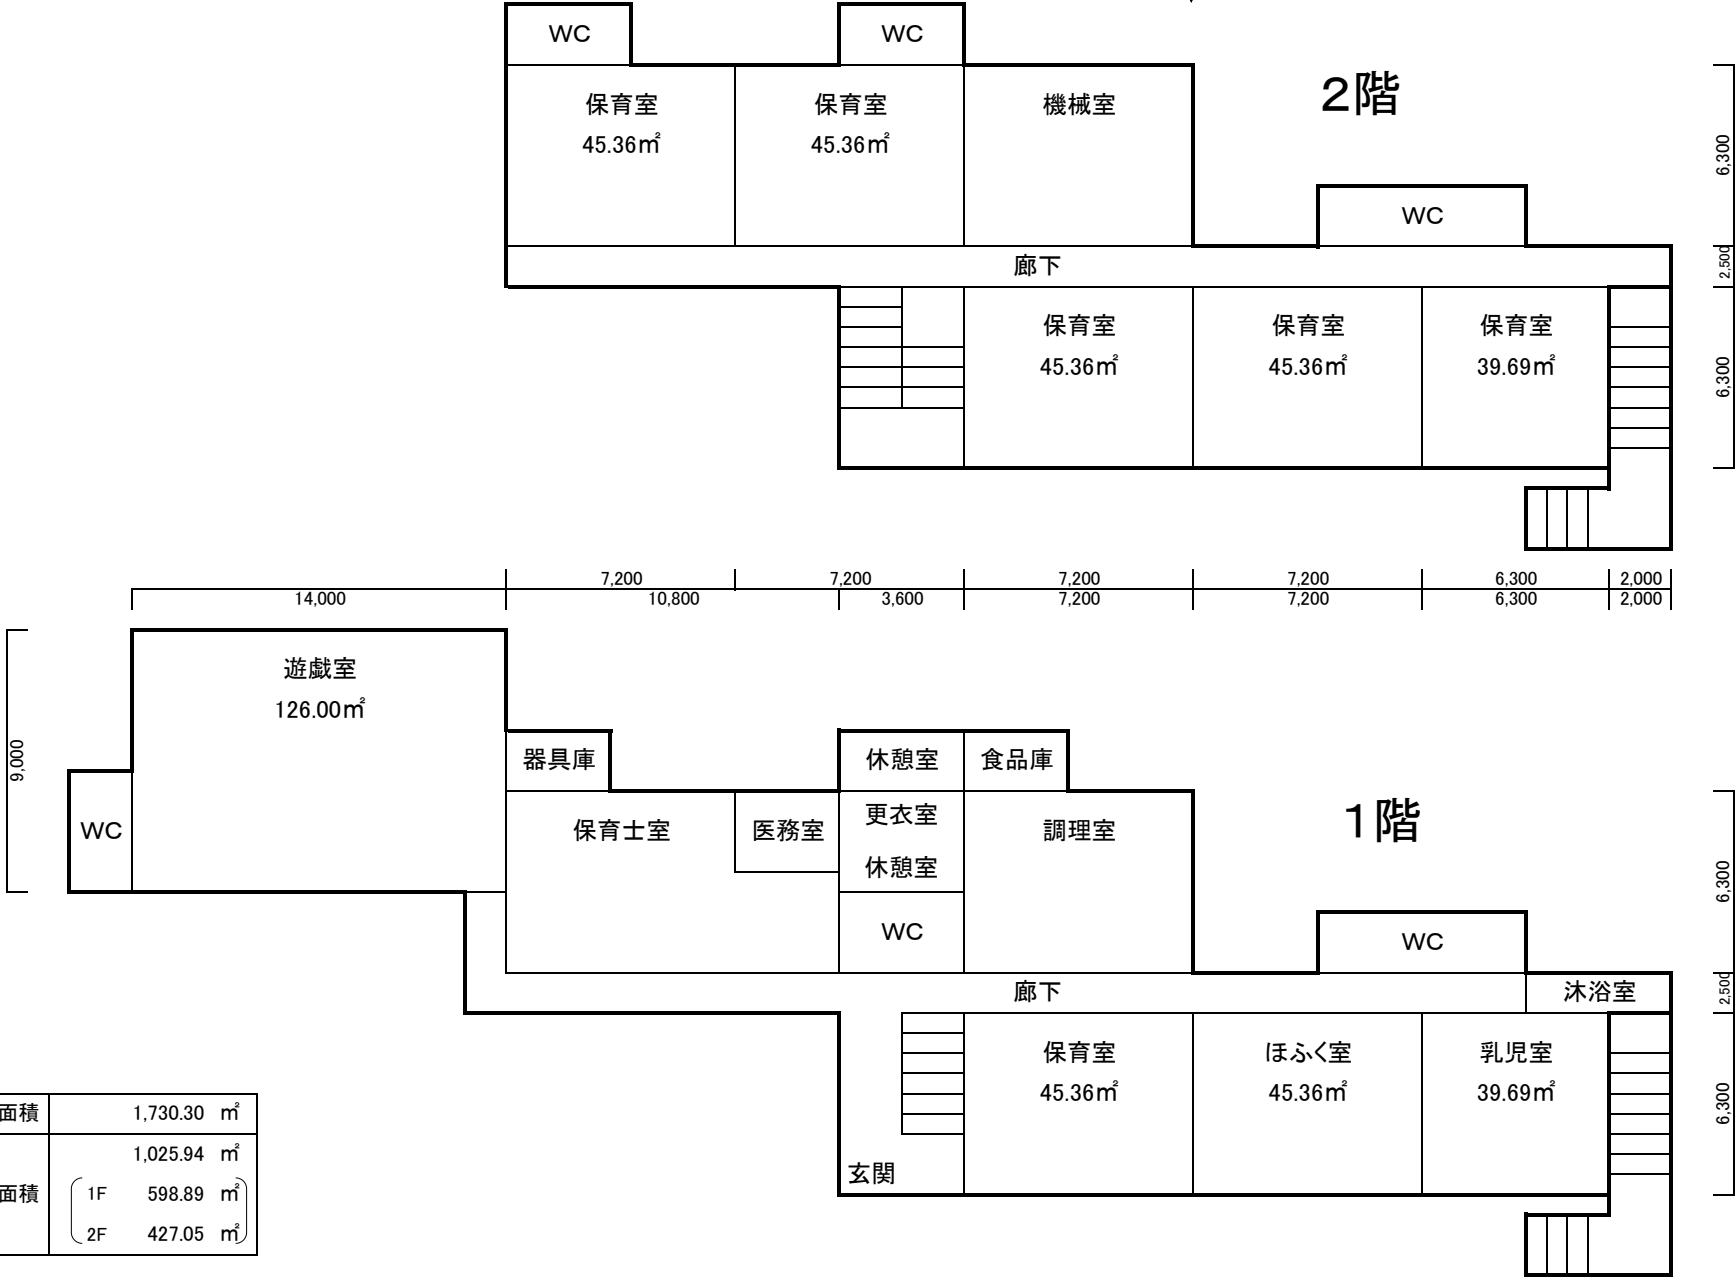 WC
WC
保育室
45.36㎡
保育室
45.36㎡
機械室
2階
6,300
WC
廊下
2,500
保育室
45.36㎡
保育室
45.36㎡
保育室
39.69㎡
6,300
7,200
7,200
7,200
7,200
6,300
2,000
14,000
10,800
3,600
7,200
7,200
6,300
2,000
遊戯室
126.00㎡
9,000
器具庫
休憩室
食品庫
WC
保育士室
医務室
更衣室
休憩室
調理室
1階
6,300
WC
WC
廊下
沐浴室
2,500
保育室
45.36㎡
ほふく室
45.36㎡
乳児室
39.69㎡
6,300
玄関
面積 1,730.30 ㎡
1,025.94 ㎡
面積 1F 598.89 ㎡
2F 427.05 ㎡